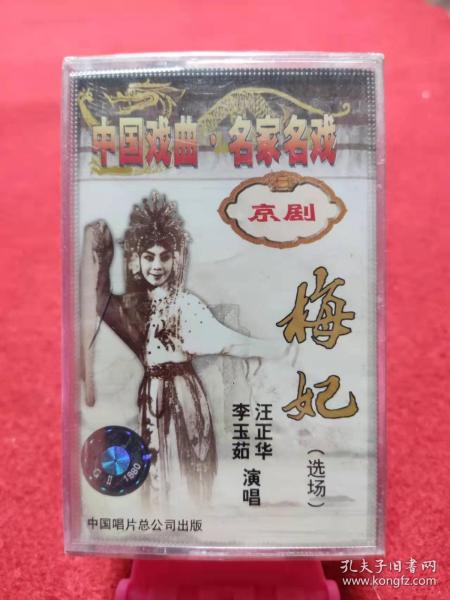 中国戏曲·名家名戏
京剧
梅妃
(选场)
汪正华
李玉茹 演唱
中国唱片总公司出版
孔夫子旧书网
www.kongfz.com